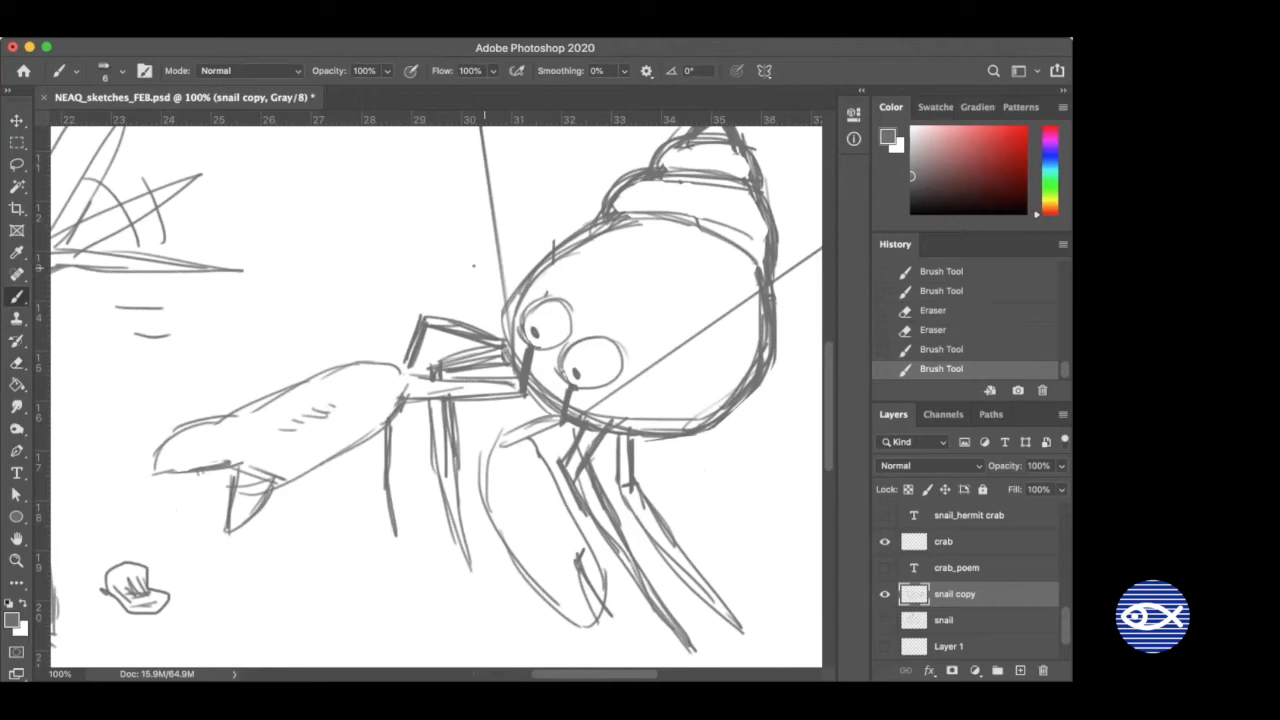 Adobe Photoshop 2020
6
Mode: Normal
Opacity: 100%
Flow: 100%
Smoothing: 0%
0°
NEAQ_sketches_FEB.psd @ 100% (snail copy, Gray/8) *
22 23 24 25 26 27 28 29 30 31 32 33 34 35 36 37
Color Swatche Gradien Patterns
History
Brush Tool
Brush Tool
Eraser
Eraser
Brush Tool
Brush Tool
Layers Channels Paths
Kind
Normal Opacity: 100%
Lock: Fill: 100%
snail_hermit crab
crab
crab_poem
snail copy
snail
Layer 1
100% Doc: 15.9M/64.9M